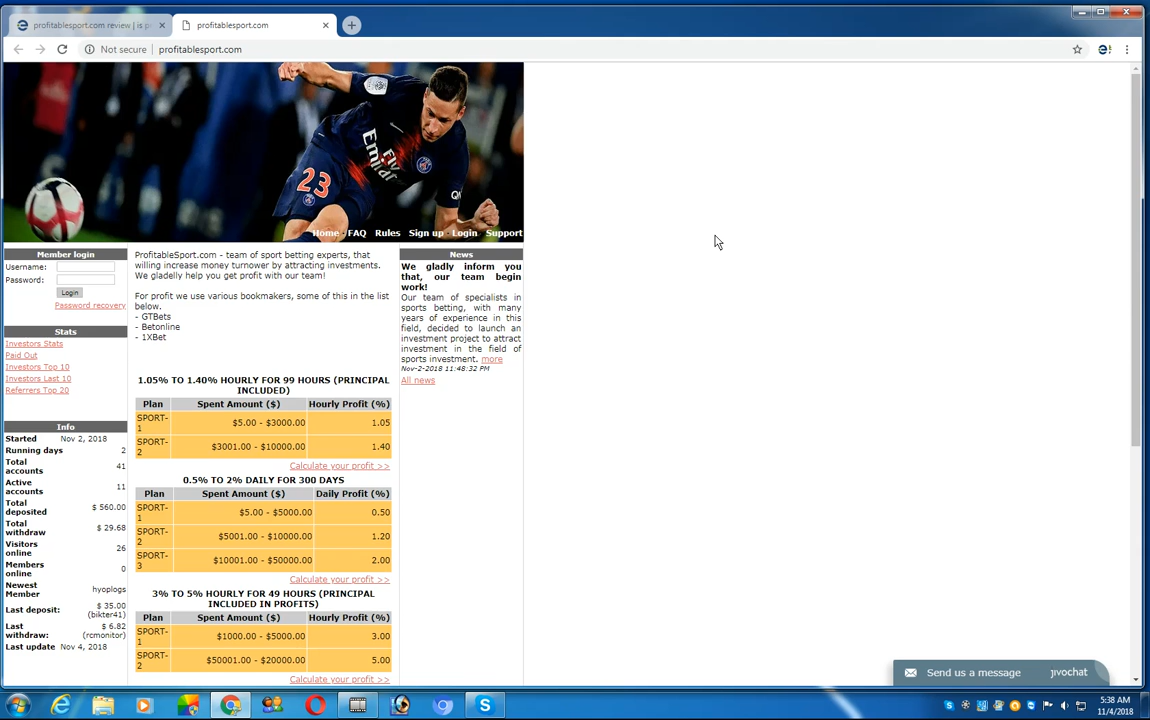 profitablesport.com review | is p
profitablesport.com
Not secure | profitablesport.com
Fly
Emirates
23
Home FAQ Rules Sign up - Login Support
Member login
Username:
Password:
Login
Password recovery
Stats
Investors Stats
Paid Out
Investors Top 10
Investors Last 10
Referrers Top 20
Info
Started Nov 2, 2018
Running days 2
Total accounts 41
Active accounts 11
Total deposited $ 560.00
Total withdraw $ 29.68
Visitors online 26
Members online 0
Newest Member hyoplogs
Last deposit: $ 35.00 (bikter41)
Last withdraw: $ 6.82 (rcmonitor)
Last update Nov 4, 2018
ProfitableSport.com - team of sport betting experts, that
willing increase money turnower by attracting investments.
We gladelly help you get profit with our team!
For profit we use various bookmakers, some of this in the list
below.
- GTBets
- Betonline
- 1XBet
1.05% TO 1.40% HOURLY FOR 99 HOURS (PRINCIPAL
INCLUDED)
Plan Spent Amount ($) Hourly Profit (%)
SPORT-1 $5.00 - $3000.00 1.05
SPORT-2 $3001.00 - $10000.00 1.40
Calculate your profit >>
0.5% TO 2% DAILY FOR 300 DAYS
Plan Spent Amount ($) Daily Profit (%)
SPORT-1 $5.00 - $5000.00 0.50
SPORT-2 $5001.00 - $10000.00 1.20
SPORT-3 $10001.00 - $50000.00 2.00
Calculate your profit >>
3% TO 5% HOURLY FOR 49 HOURS (PRINCIPAL
INCLUDED IN PROFITS)
Plan Spent Amount ($) Hourly Profit (%)
SPORT-1 $1000.00 - $5000.00 3.00
SPORT-2 $50001.00 - $20000.00 5.00
Calculate your profit >>
News
We gladly inform you
that, our team begin
work!
Our team of specialists in
sports betting, with many
years of experience in this
field, decided to launch an
investment project to attract
investment in the field of
sports investment. more
Nov-2-2018 11:48:32 PM
All news
Send us a message jivochat
5:38 AM
11/4/2018